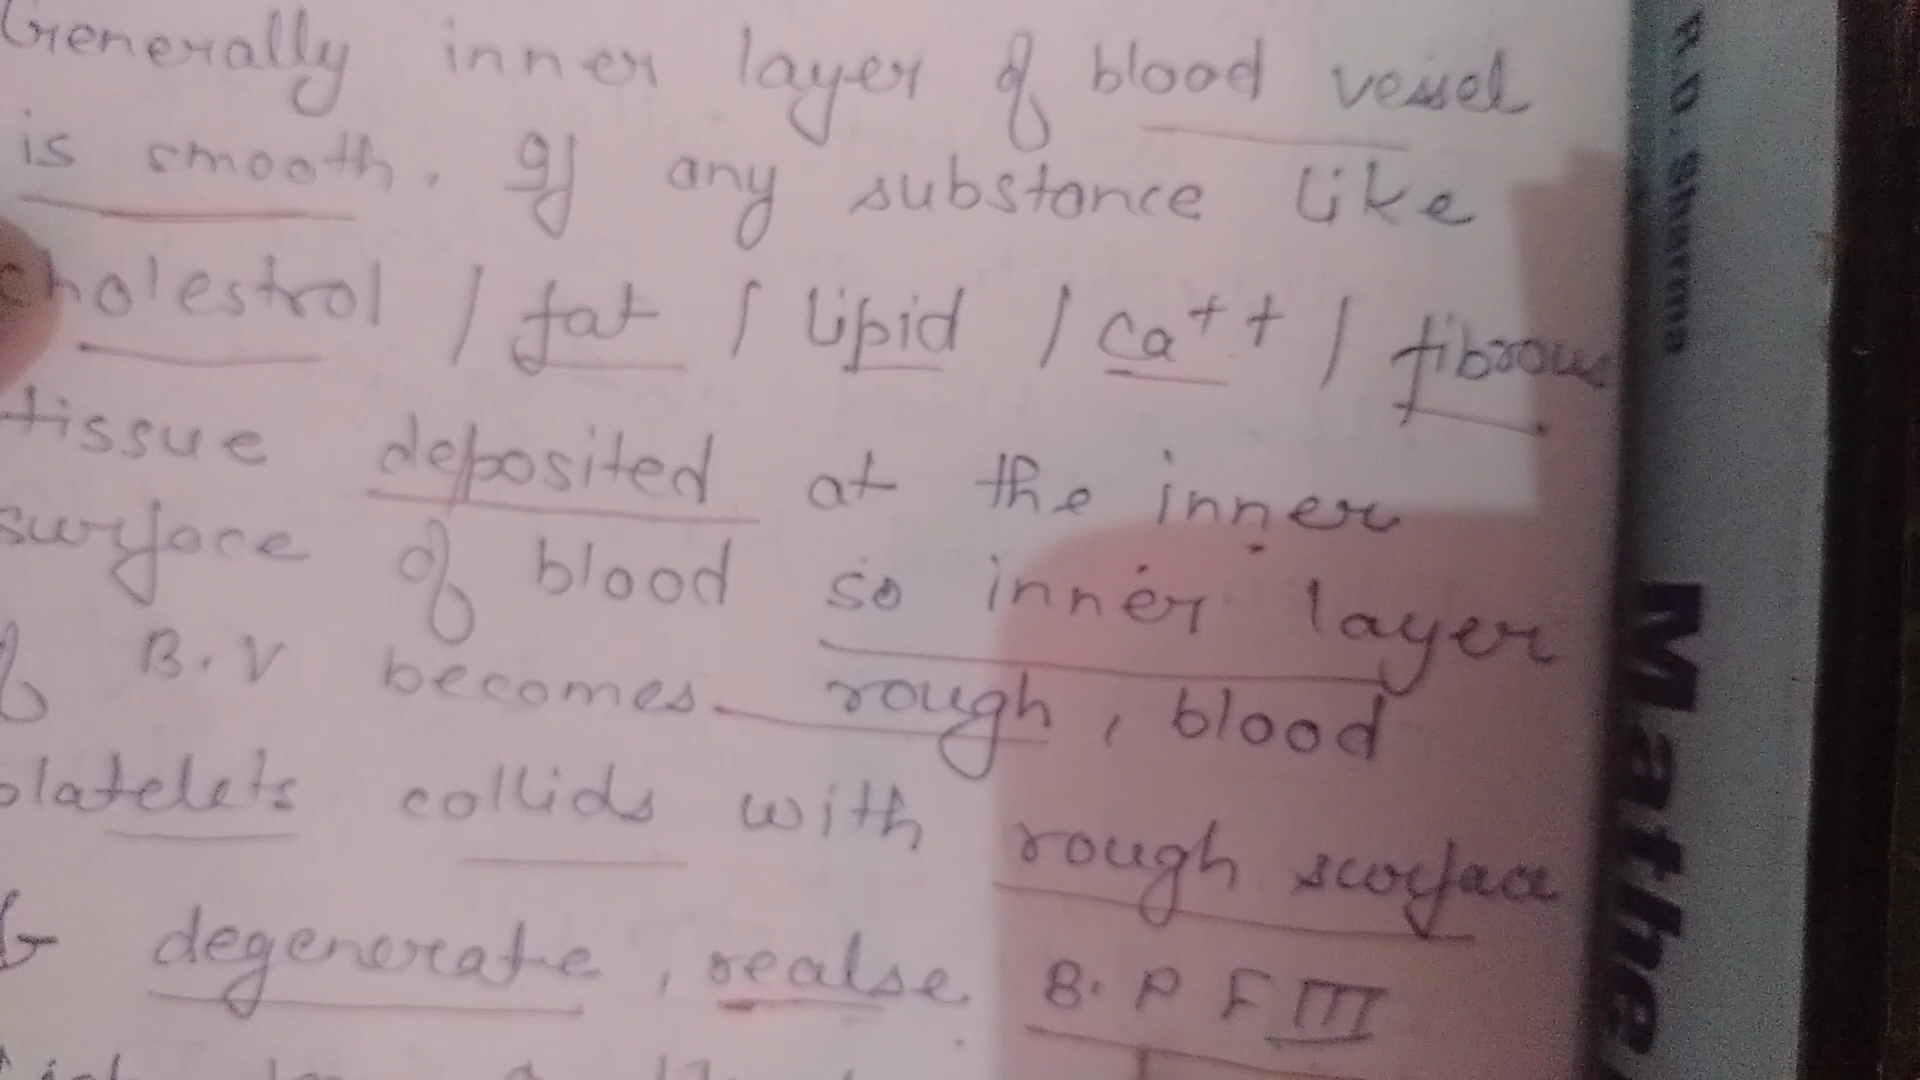 Generally inner layer of blood vessel
is smooth. If any substance like
cholestrol / fat / lipid / Ca++ / fibrous
tissue deposited at the inner
surface of blood so inner layer
of B.V becomes rough, blood
platelets collids with rough surface
& degenerate, realse B.P F III
R.D. Sharma
Mathe